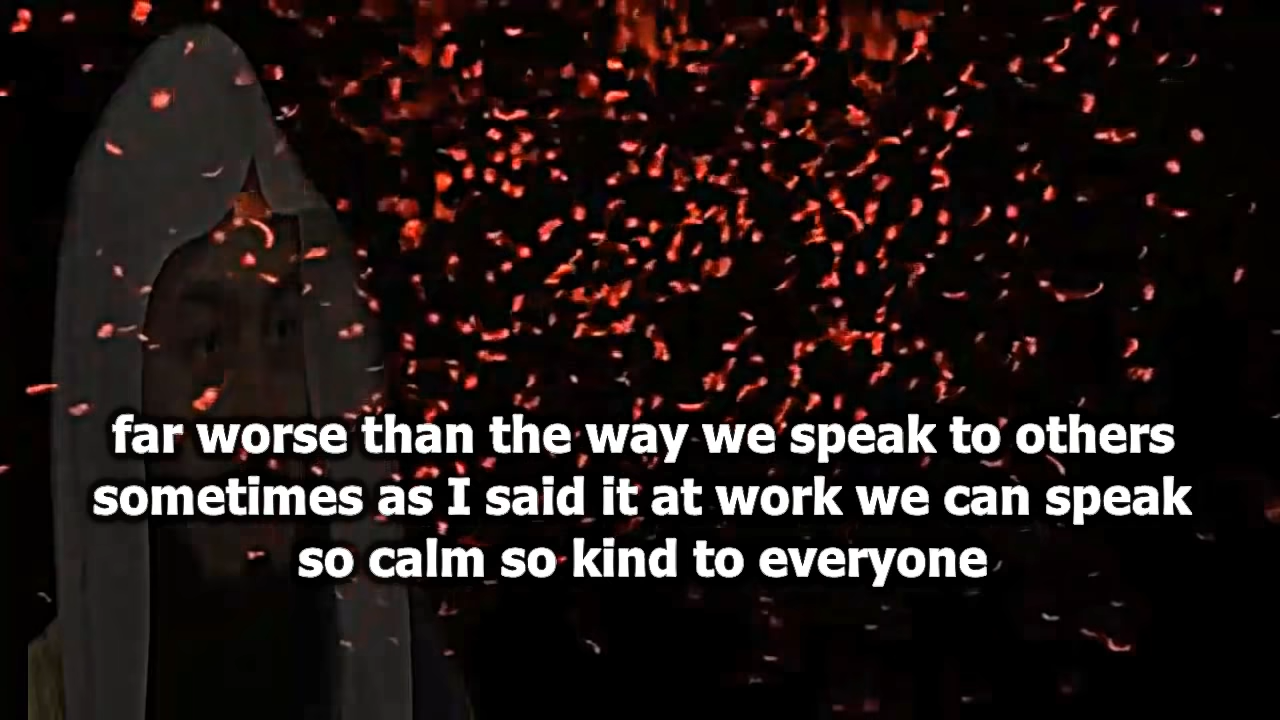 far worse than the way we speak to others
sometimes as I said it at work we can speak
so calm so kind to everyone